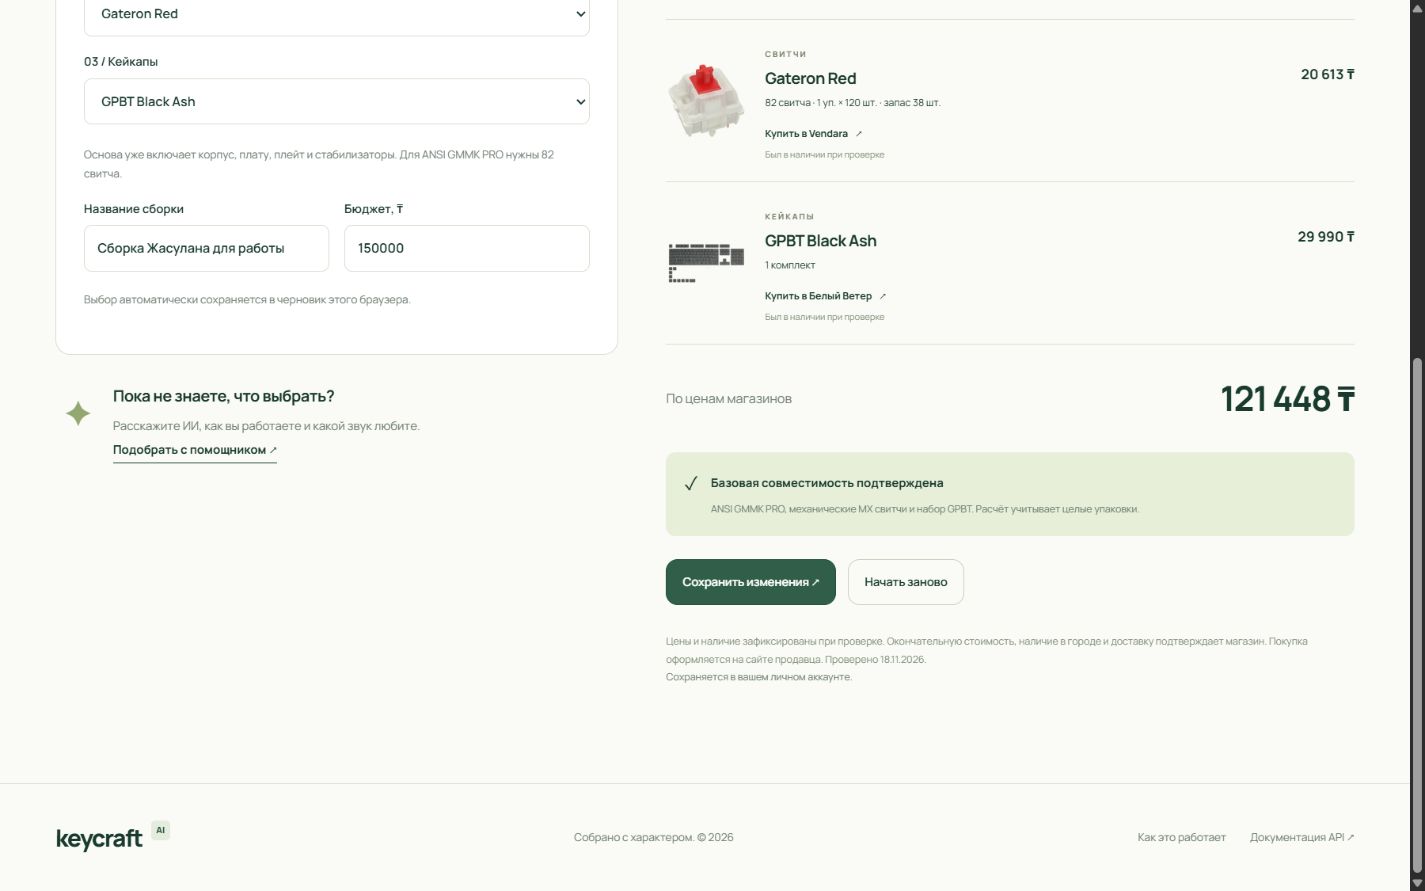 Gateron Red
03 / Кейкапы
GPBT Black Ash
Основа уже включает корпус, плату, плейт и стабилизаторы. Для ANSI GMMK PRO нужны 82
свитча.
Название сборки
Бюджет, ₸
Сборка Жасулана для работы
150000
Выбор автоматически сохраняется в черновик этого браузера.
Пока не знаете, что выбрать?
Расскажите ИИ, как вы работаете и какой звук любите.
Подобрать с помощником ↗
СВИТЧИ
Gateron Red
20 613 ₸
82 свитча · 1 уп. × 120 шт. · запас 38 шт.
Купить в Vendara ↗
Был в наличии при проверке
КЕЙКАПЫ
GPBT Black Ash
29 990 ₸
1 комплект
Купить в Белый Ветер ↗
Был в наличии при проверке
По ценам магазинов
121 448 ₸
✓ Базовая совместимость подтверждена
ANSI GMMK PRO, механические MX свитчи и набор GPBT. Расчёт учитывает целые упаковки.
Сохранить изменения ↗
Начать заново
Цены и наличие зафиксированы при проверке. Окончательную стоимость, наличие в городе и доставку подтверждает магазин. Покупка
оформляется на сайте продавца. Проверено 18.11.2026.
Сохраняется в вашем личном аккаунте.
keycraft AI
Собрано с характером. © 2026
Как это работает
Документация API ↗